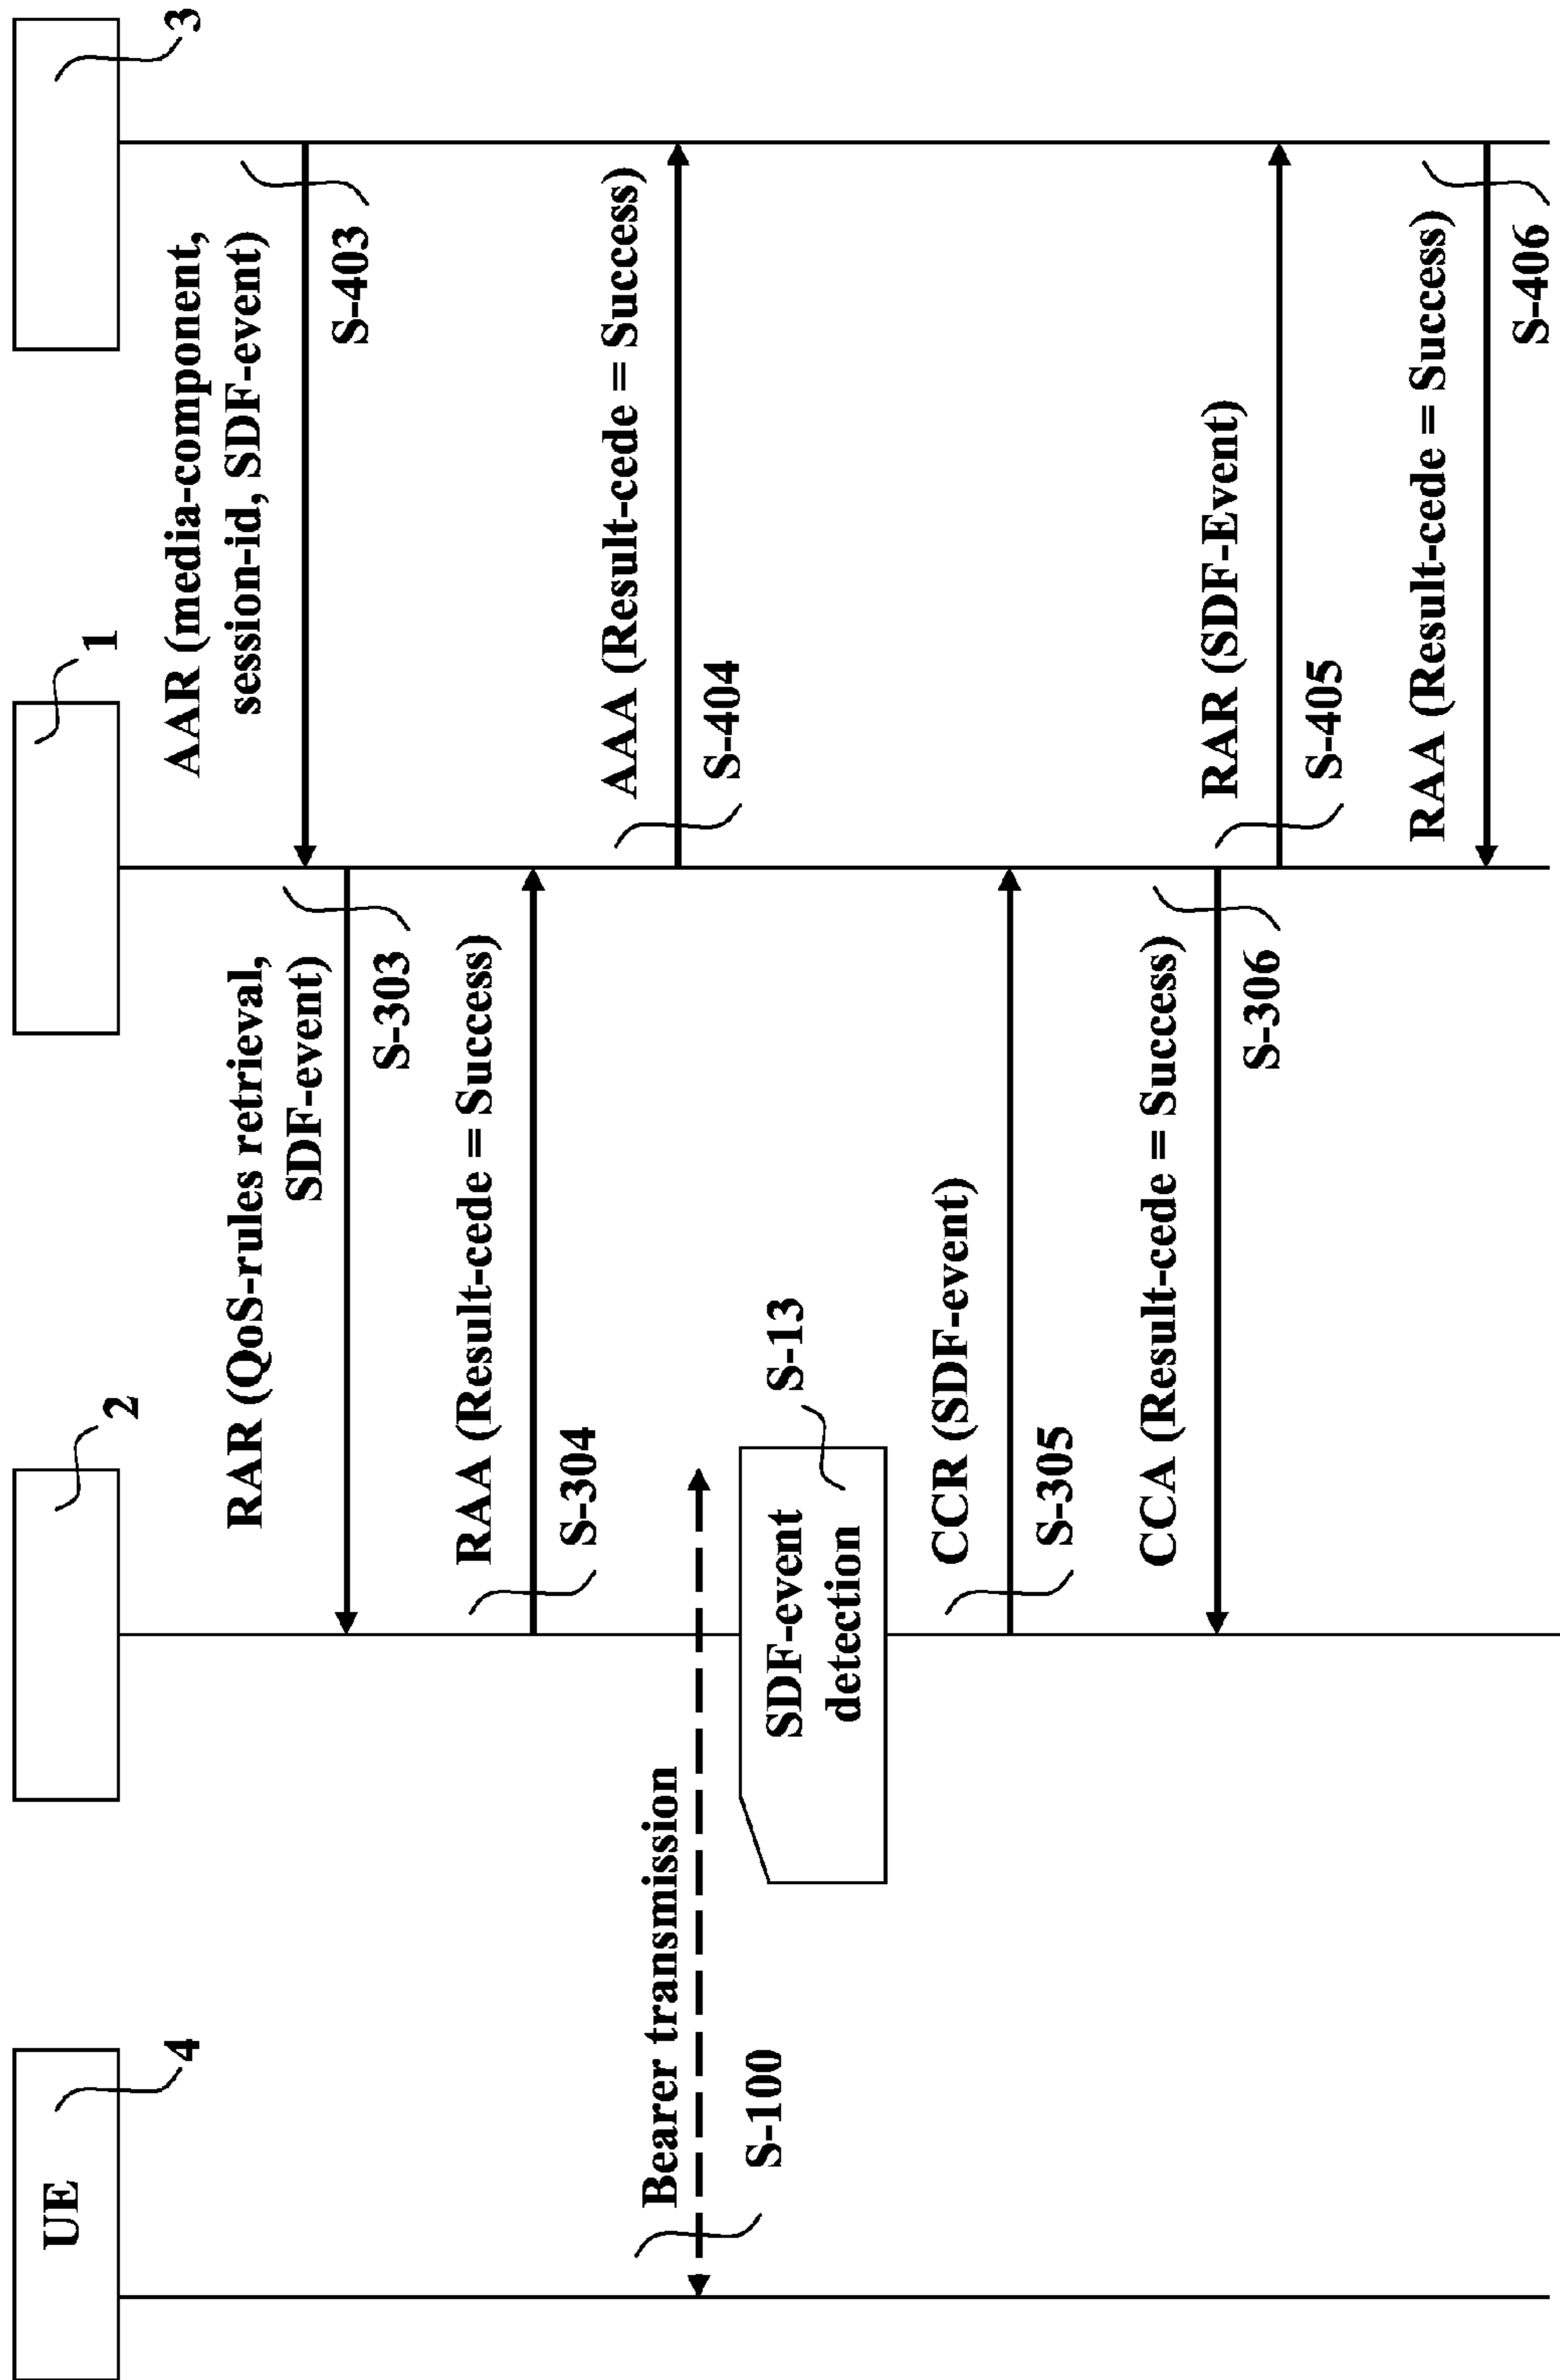 UE
4
2
1
3
AAR (media-component,
session-id, SDF-event)
S-403
RAR (QoS-rules retrieval,
SDF-event)
S-303
RAA (Result-cede = Success)
S-304
AAA (Result-cede = Success)
S-404
Bearer transmission
S-100
SDF-event
detection
S-13
CCR (SDF-event)
S-305
CCA (Result-cede = Success)
S-306
RAR (SDF-Event)
S-405
RAA (Result-cede = Success)
S-406